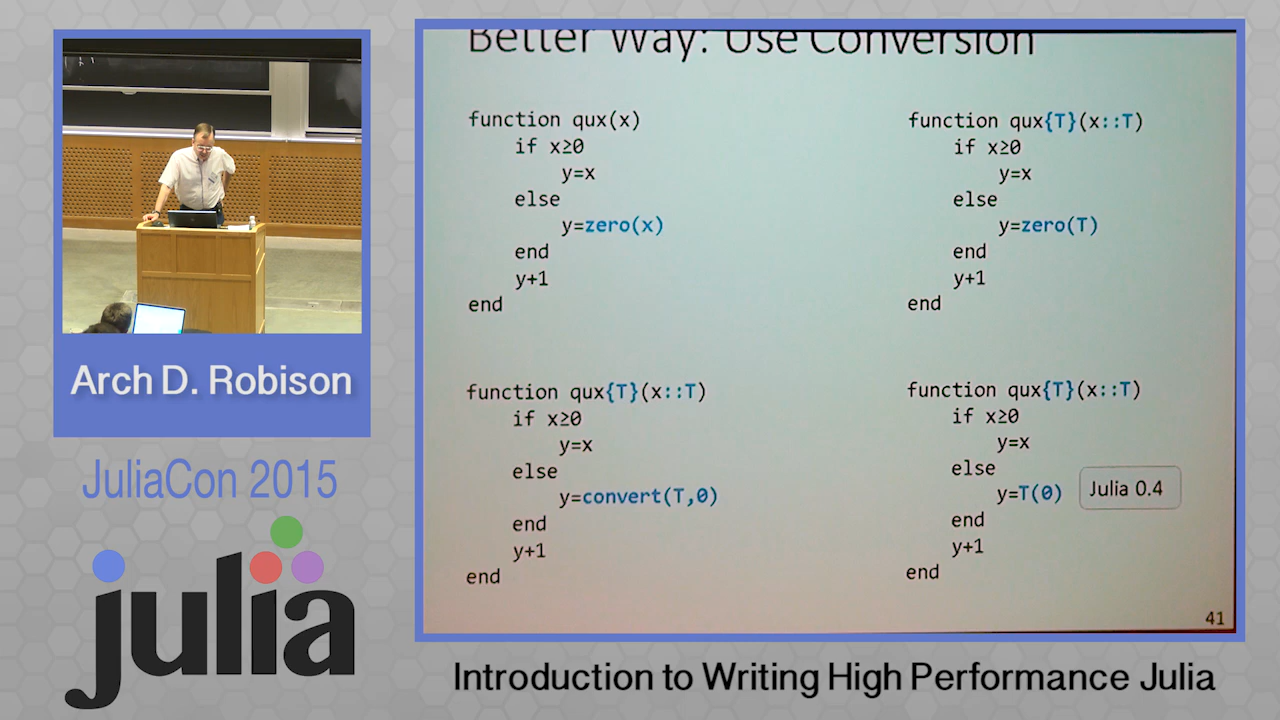 Arch D. Robison
JuliaCon 2015
julia
Better Way: Use Conversion
function qux(x)
if x≥0
y=x
else
y=zero(x)
end
y+1
end
function qux{T}(x::T)
if x≥0
y=x
else
y=zero(T)
end
y+1
end
function qux{T}(x::T)
if x≥0
y=x
else
y=convert(T,0)
end
y+1
end
function qux{T}(x::T)
if x≥0
y=x
else
y=T(0)
Julia 0.4
end
y+1
end
41
Introduction to Writing High Performance Julia